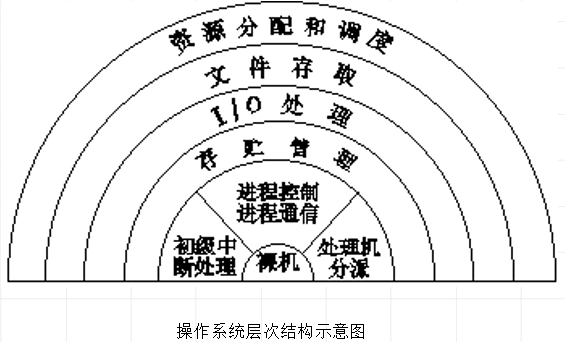 资源分配和调度
文件存取
I/O处理
存贮管理
进程控制
进程通信
初级中
断处理
裸机
处理机
分派
操作系统层次结构示意图